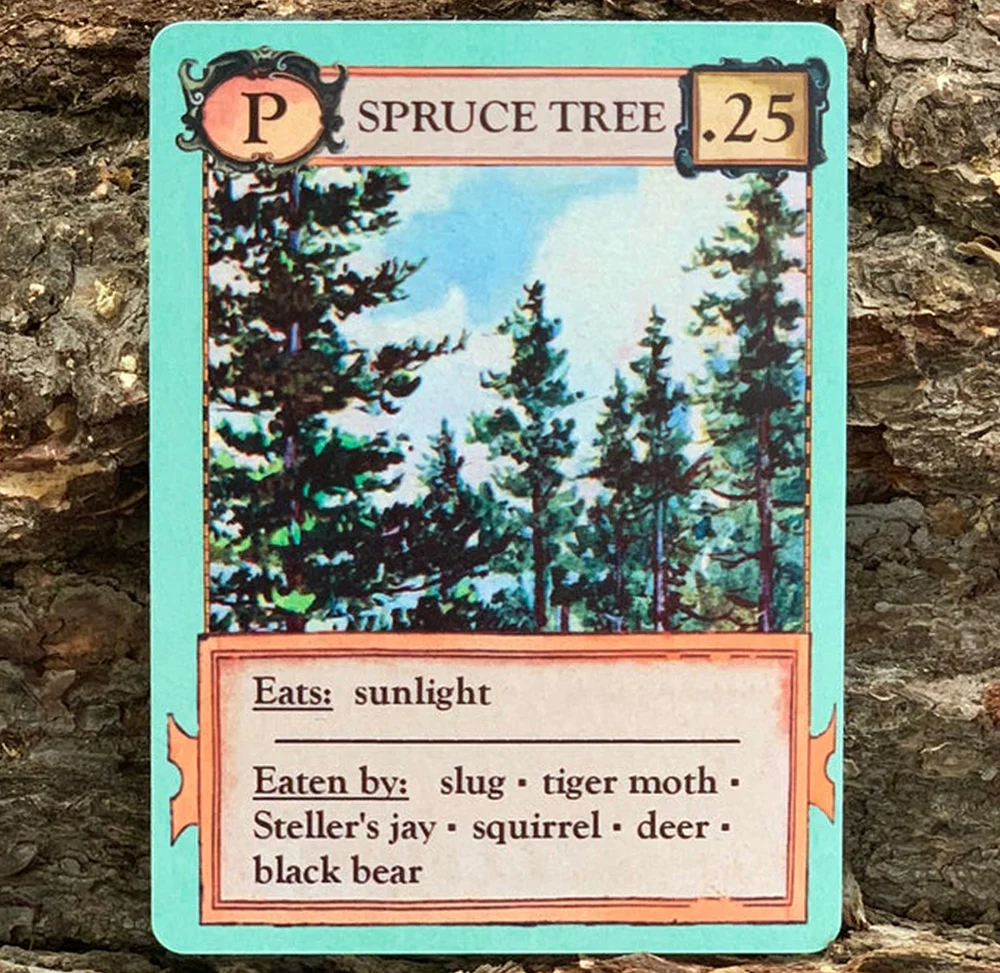 P SPRUCE TREE .25
Eats: sunlight
Eaten by: slug · tiger moth ·
Steller's jay · squirrel · deer ·
black bear